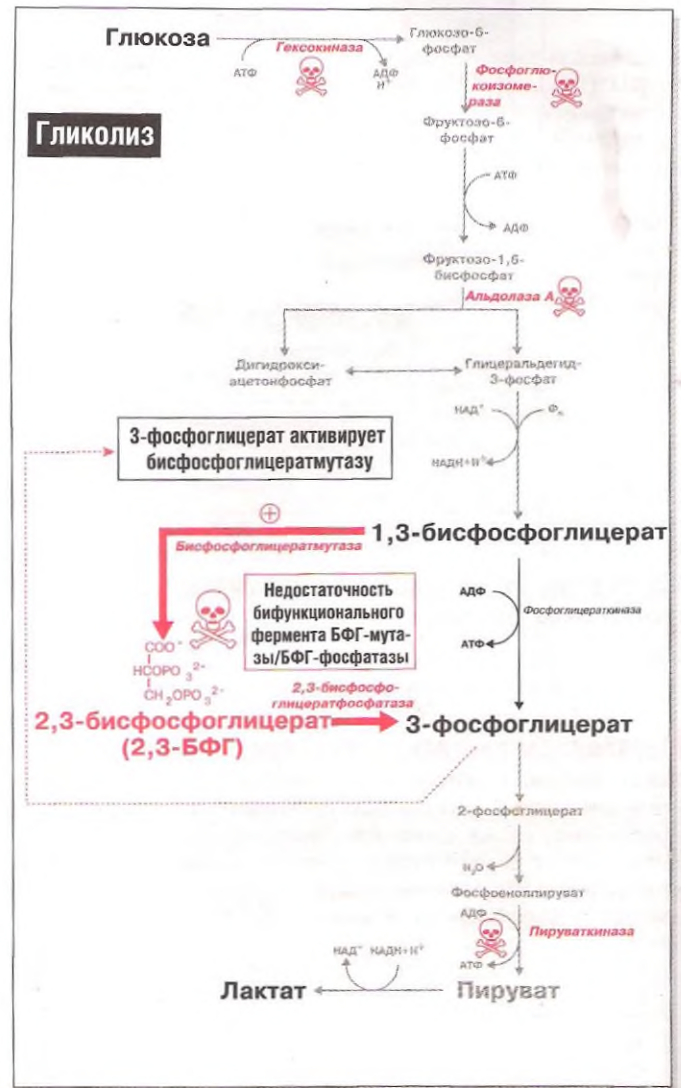 Глюкоза
Гексокиназа
АТФ
АДФ
Н⁺
Глюкозо-6-
фосфат
Фосфоглю-
коизоме-
раза
Гликолиз
Фруктозо-6-
фосфат
АТФ
АДФ
Фруктозо-1,6-
бисфосфат
Альдолаза А
Дигидрокси-
ацетонфосфат
Глицеральдегид-
3-фосфат
НАД⁺
Фₙ
НАДН+Н⁺
3-фосфоглицерат активирует
бисфосфоглицератмутазу
+
1,3-бисфосфоглицерат
Бисфосфоглицератмутаза
Недостаточность
бифункционального
фермента БФГ-мута-
зы/БФГ-фосфатазы
АДФ
Фосфоглицераткиназа
АТФ
COO⁻
HCOPO₃²⁻
CH₂OPO₃²⁻
2,3-бисфосфо-
глицератфосфатаза
2,3-бисфосфоглицерат
(2,3-БФГ)
3-фосфоглицерат
2-фосфоглицерат
H₂O
Фосфоенолпируват
АДФ
Пируваткиназа
АТФ
НАД⁺ НАДН+Н⁺
Лактат
Пируват